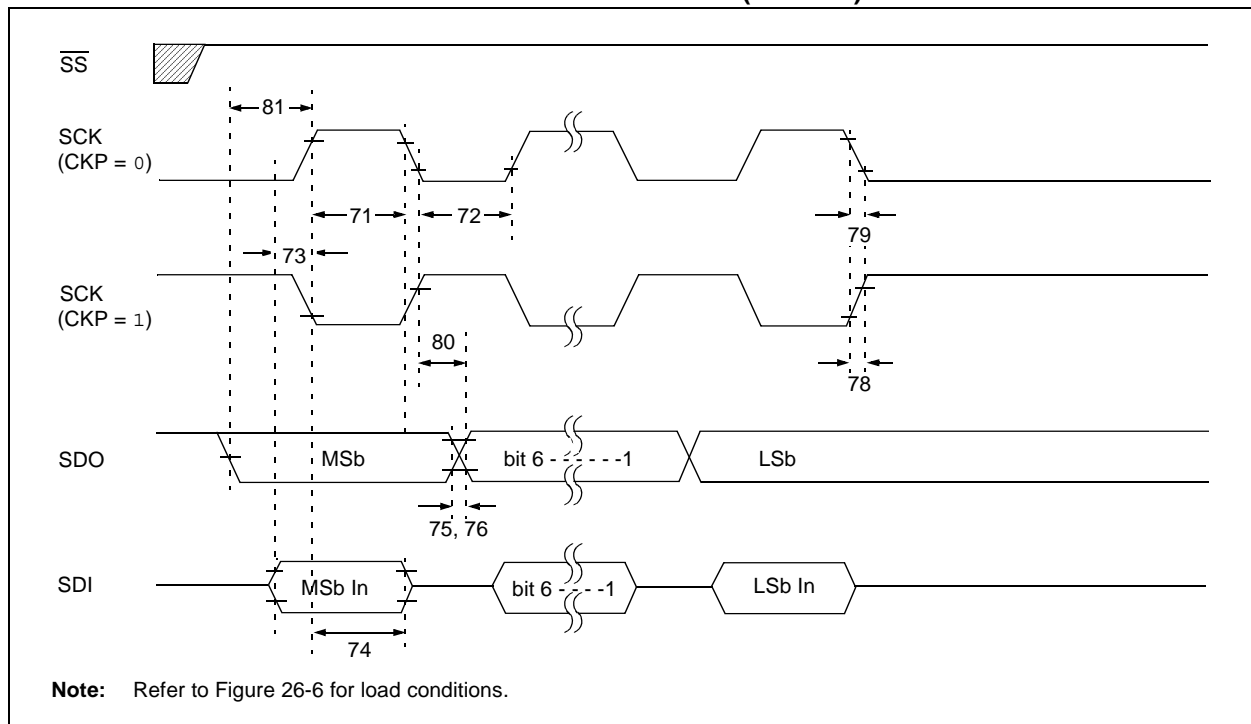 SS
81
SCK
(CKP = 0)
71
72
79
73
SCK
(CKP = 1)
80
78
SDO
MSb
bit 6 - - - - - - -1
LSb
75, 76
SDI
MSb In
bit 6 - - - - -1
LSb In
74
Note: Refer to Figure 26-6 for load conditions.